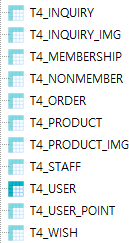 T4_INQUIRY
T4_INQUIRY_IMG
T4_MEMBERSHIP
T4_NONMEMBER
T4_ORDER
T4_PRODUCT
T4_PRODUCT_IMG
T4_STAFF
T4_USER
T4_USER_POINT
T4_WISH